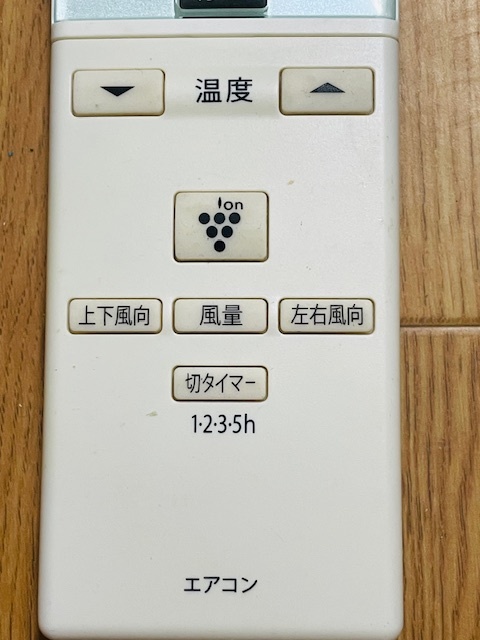 温度
Ion
上下風向 風量 左右風向
切タイマー
1・2・3・5h
エアコン